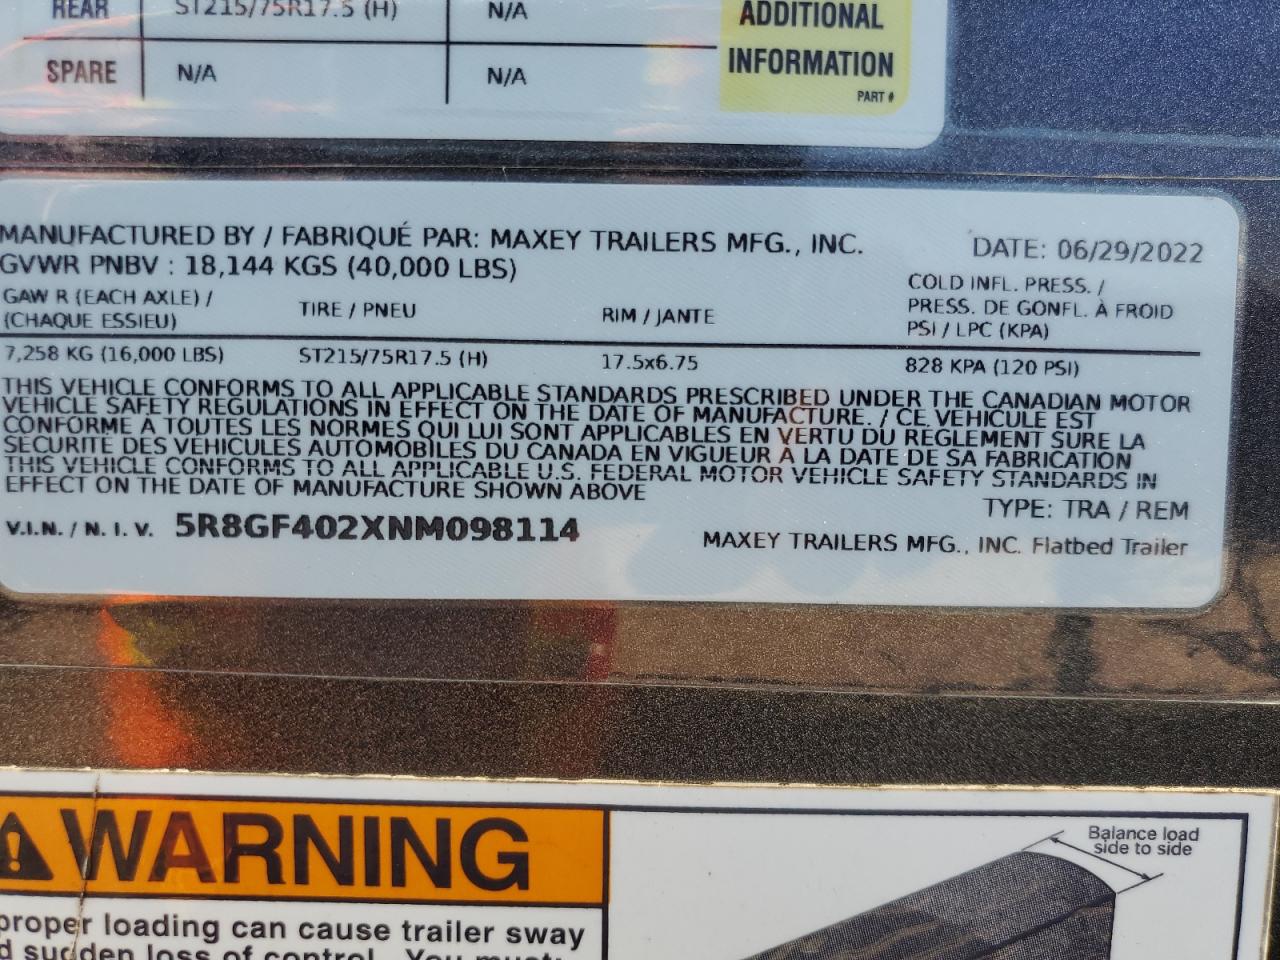 REAR ST215/75R17.5 (H) N/A
SPARE N/A N/A
ADDITIONAL
INFORMATION
PART #
MANUFACTURED BY / FABRIQUÉ PAR: MAXEY TRAILERS MFG., INC. DATE: 06/29/2022
GVWR PNBV : 18,144 KGS (40,000 LBS)
GAW R (EACH AXLE) /
(CHAQUE ESSIEU)
TIRE / PNEU
RIM / JANTE
COLD INFL. PRESS. /
PRESS. DE GONFL. À FROID
PSI / LPC (KPA)
7,258 KG (16,000 LBS) ST215/75R17.5 (H) 17.5x6.75 828 KPA (120 PSI)
THIS VEHICLE CONFORMS TO ALL APPLICABLE STANDARDS PRESCRIBED UNDER THE CANADIAN MOTOR
VEHICLE SAFETY REGULATIONS IN EFFECT ON THE DATE OF MANUFACTURE. / CE VEHICULE EST
CONFORME A TOUTES LES NORMES QUI LUI SONT APPLICABLES EN VERTU DU REGLEMENT SURE LA
SECURITE DES VEHICULES AUTOMOBILES DU CANADA EN VIGUEUR A LA DATE DE SA FABRICATION
THIS VEHICLE CONFORMS TO ALL APPLICABLE U.S. FEDERAL MOTOR VEHICLE SAFETY STANDARDS IN
EFFECT ON THE DATE OF MANUFACTURE SHOWN ABOVE
TYPE: TRA / REM
V.I.N. / N. I. V. 5R8GF402XNM098114
MAXEY TRAILERS MFG., INC. Flatbed Trailer
WARNING
proper loading can cause trailer sway
d sudden loss of control. You must:
Balance load
side to side